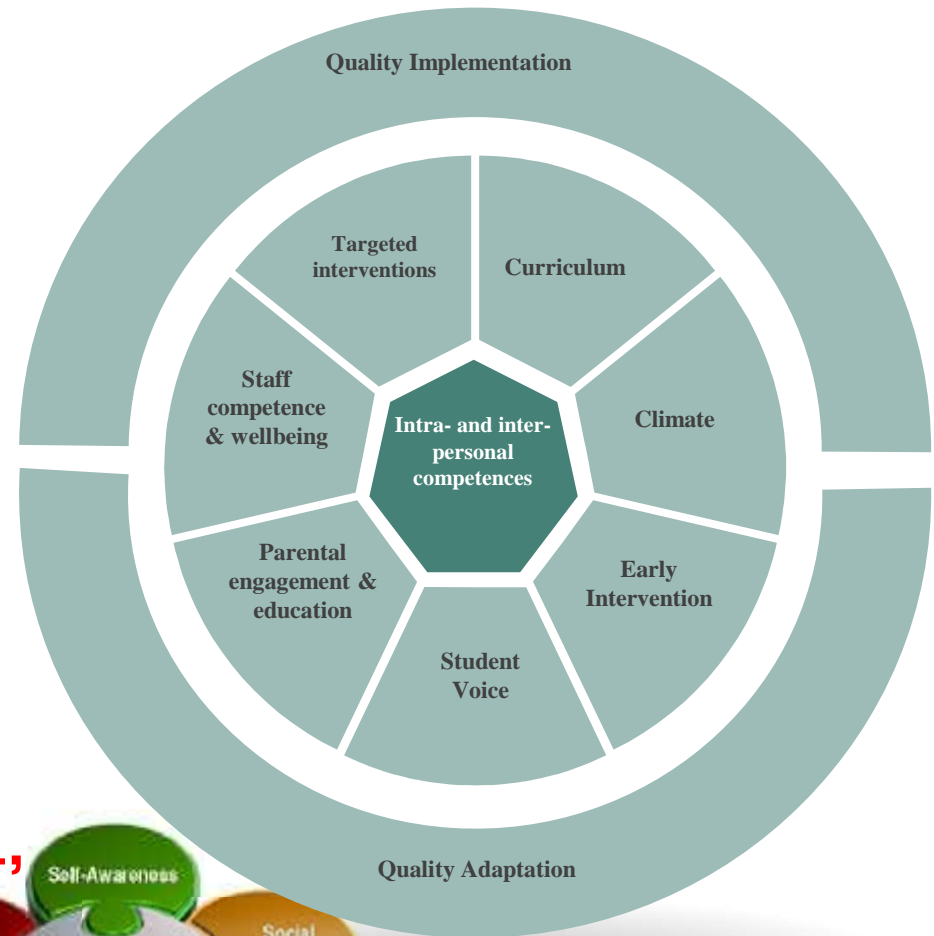 Quality Implementation
Targeted
interventions
Curriculum
Staff
competence
& wellbeing
Climate
Intra- and inter-
personal
competences
Parental
engagement &
education
Early
Intervention
Student
Voice
Quality Adaptation
Self-Awareness
Social